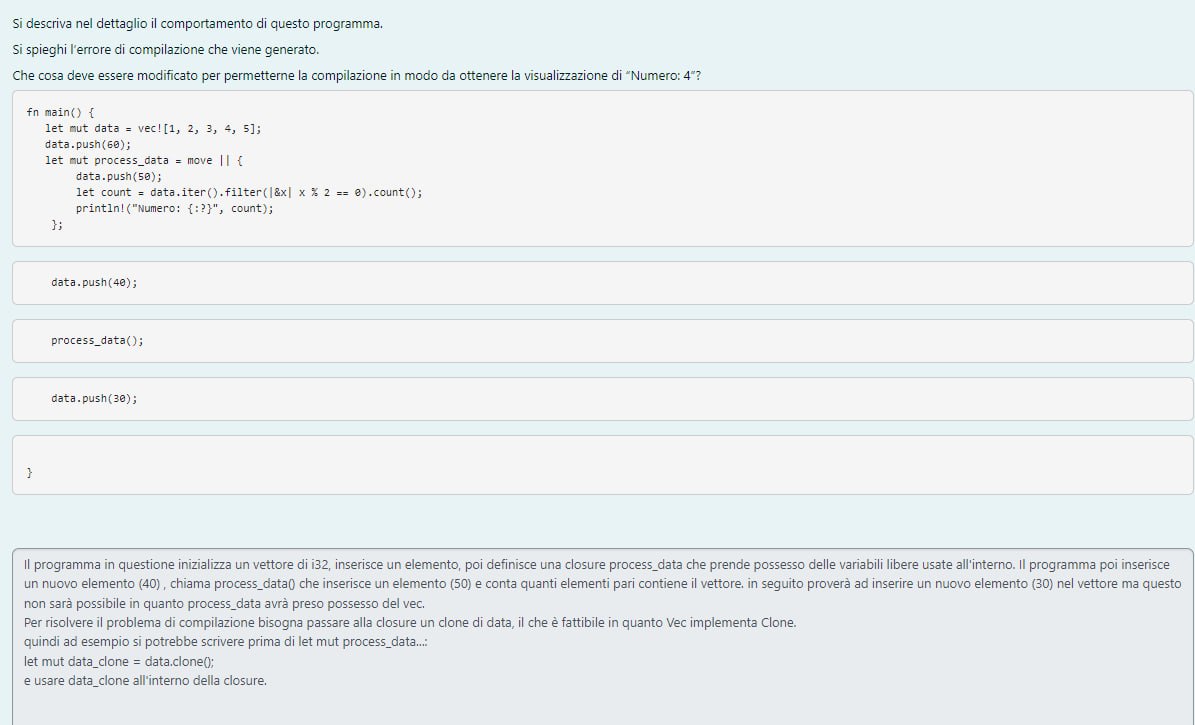 Si descriva nel dettaglio il comportamento di questo programma.
Si spieghi l'errore di compilazione che viene generato.
Che cosa deve essere modificato per permetterne la compilazione in modo da ottenere la visualizzazione di "Numero: 4"?
fn main() {
let mut data = vec![1, 2, 3, 4, 5];
data.push(60);
let mut process_data = move || {
data.push(50);
let count = data.iter().filter(|&x| x % 2 == 0).count();
println!("Numero: {:?}", count);
};
data.push(40);
process_data();
data.push(30);
}
Il programma in questione inizializza un vettore di i32, inserisce un elemento, poi definisce una closure process_data che prende possesso delle variabili libere usate all'interno. Il programma poi inserisce
un nuovo elemento (40) , chiama process_data() che inserisce un elemento (50) e conta quanti elementi pari contiene il vettore. in seguito proverà ad inserire un nuovo elemento (30) nel vettore ma questo
non sarà possibile in quanto process_data avrà preso possesso del vec.
Per risolvere il problema di compilazione bisogna passare alla closure un clone di data, il che è fattibile in quanto Vec implementa Clone.
quindi ad esempio si potrebbe scrivere prima di let mut process_data...:
let mut data_clone = data.clone();
e usare data_clone all'interno della closure.